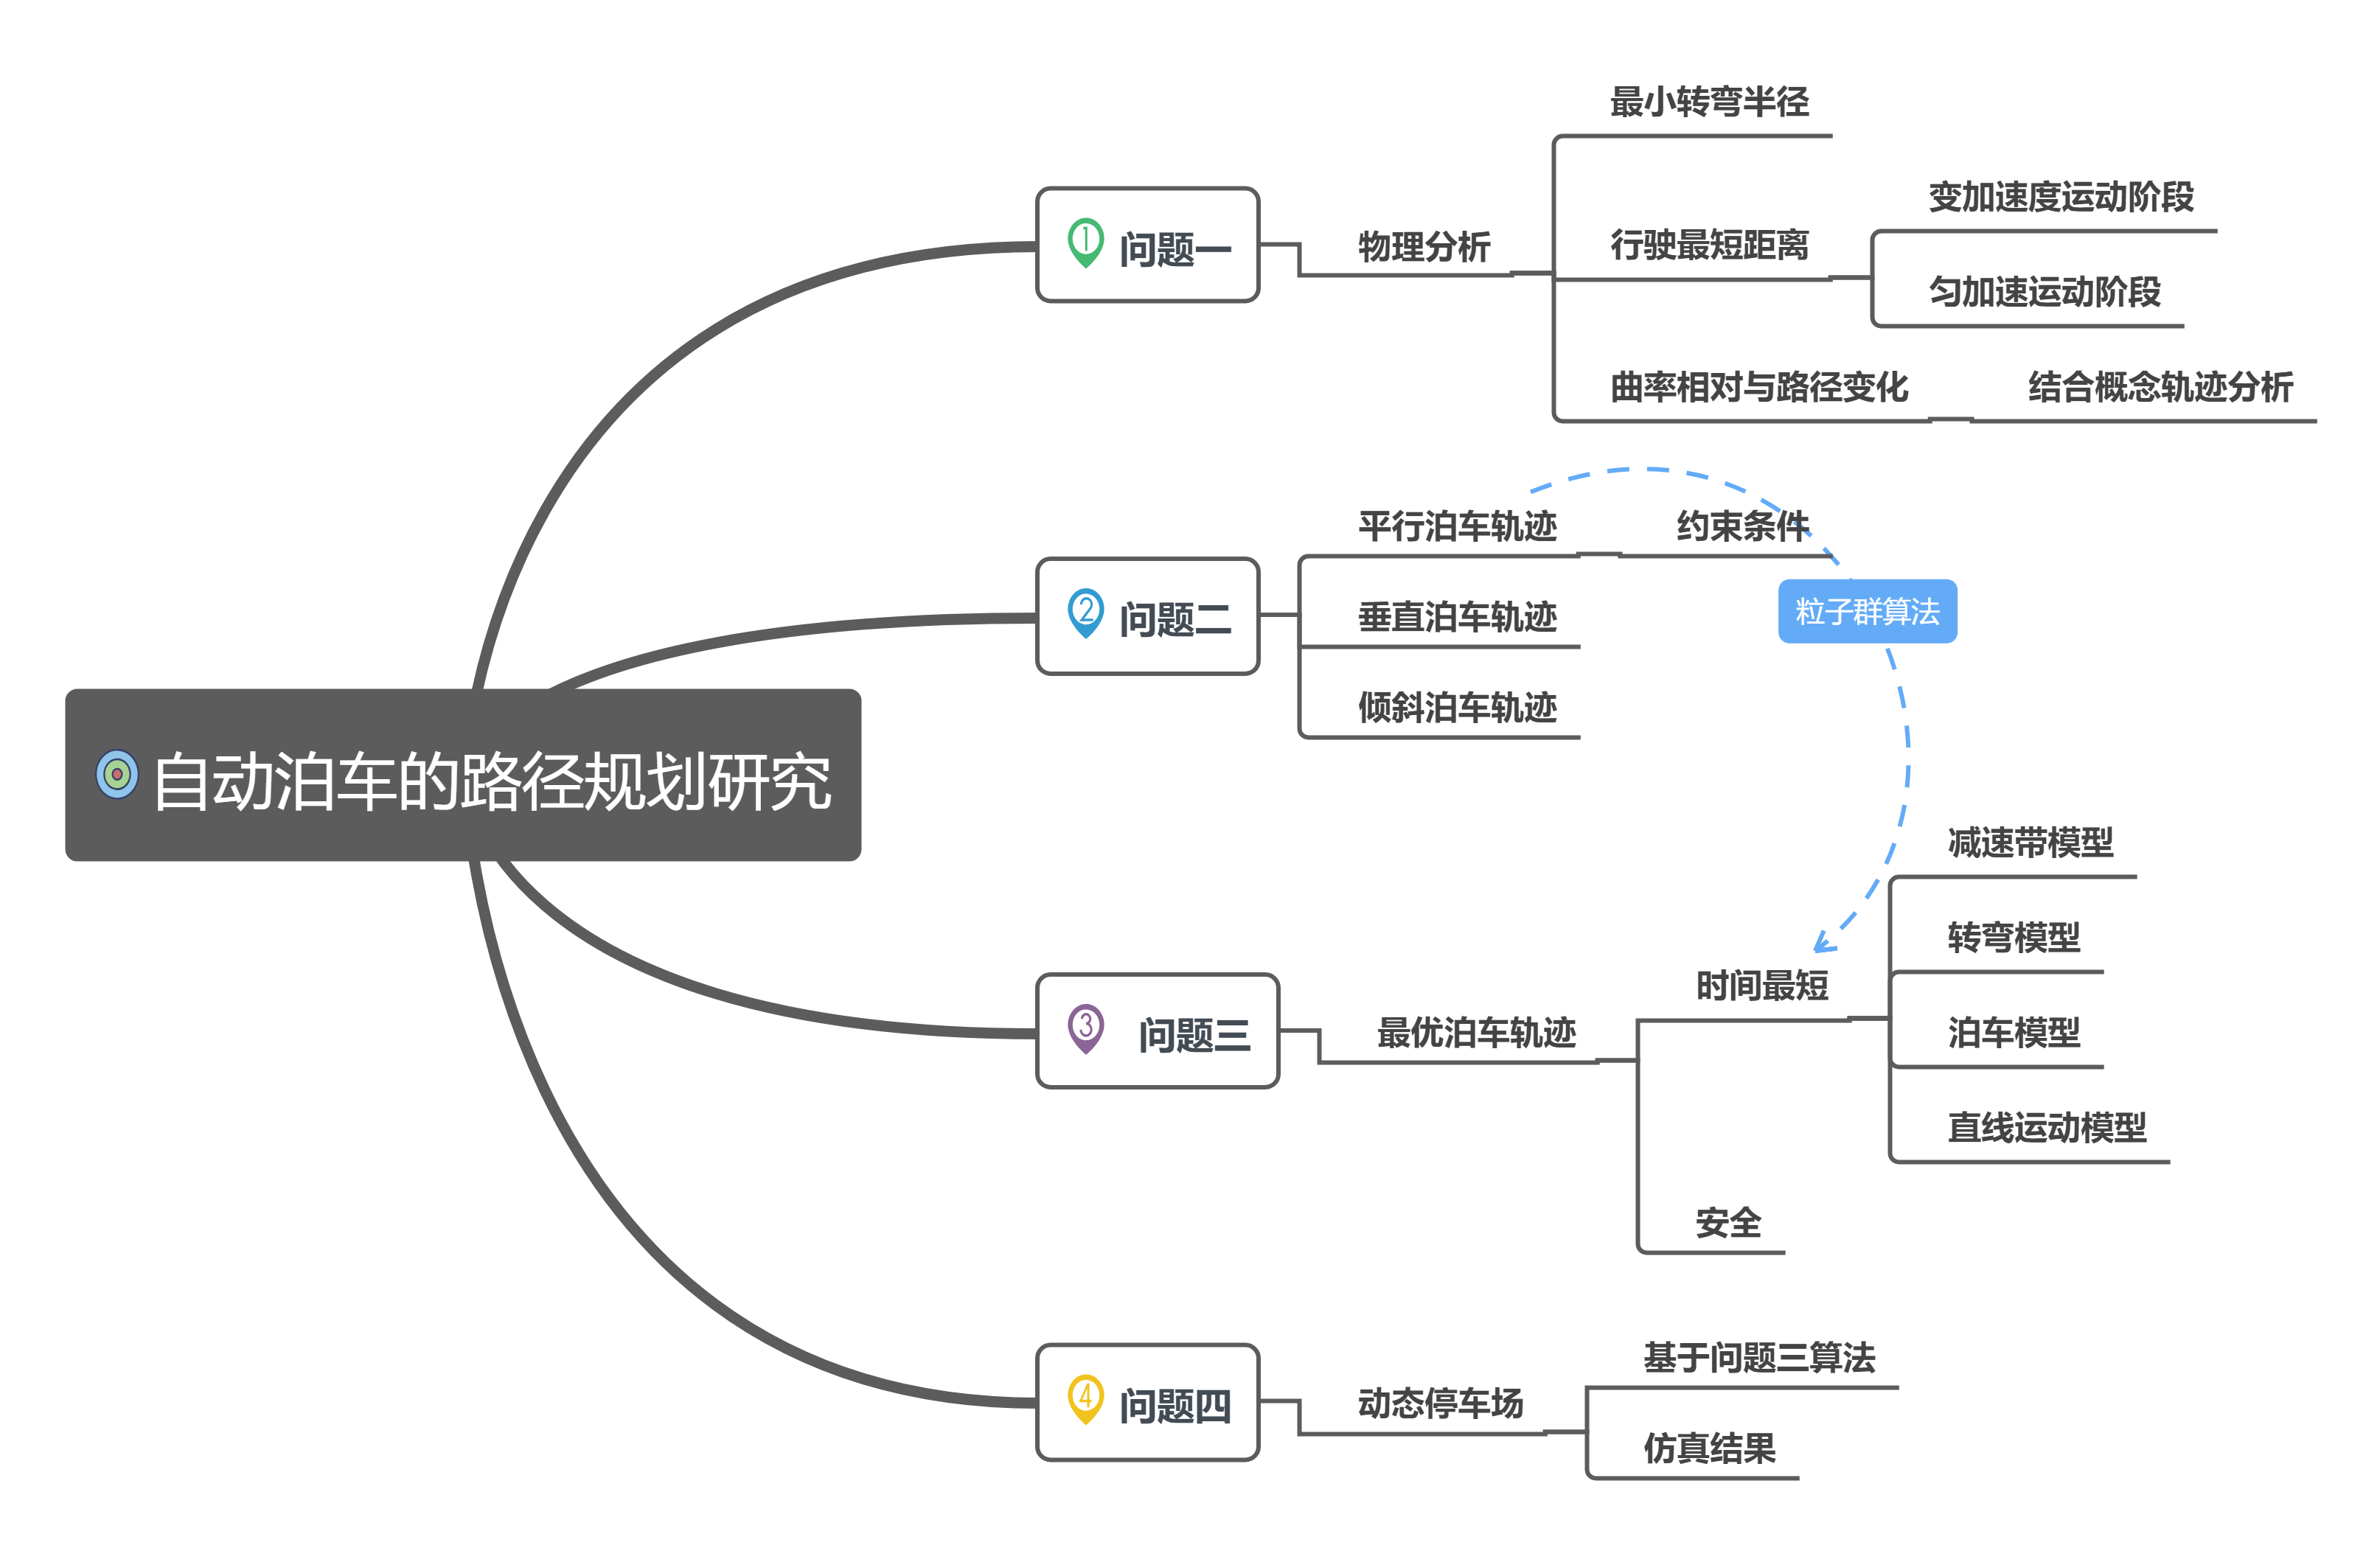 自动泊车的路径规划研究
1 问题一
物理分析
最小转弯半径
行驶最短距离
变加速度运动阶段
匀加速运动阶段
曲率相对与路径变化
结合概念轨迹分析
2 问题二
平行泊车轨迹
约束条件
垂直泊车轨迹
倾斜泊车轨迹
粒子群算法
3 问题三
最优泊车轨迹
时间最短
减速带模型
转弯模型
泊车模型
直线运动模型
安全
4 问题四
动态停车场
基于问题三算法
仿真结果